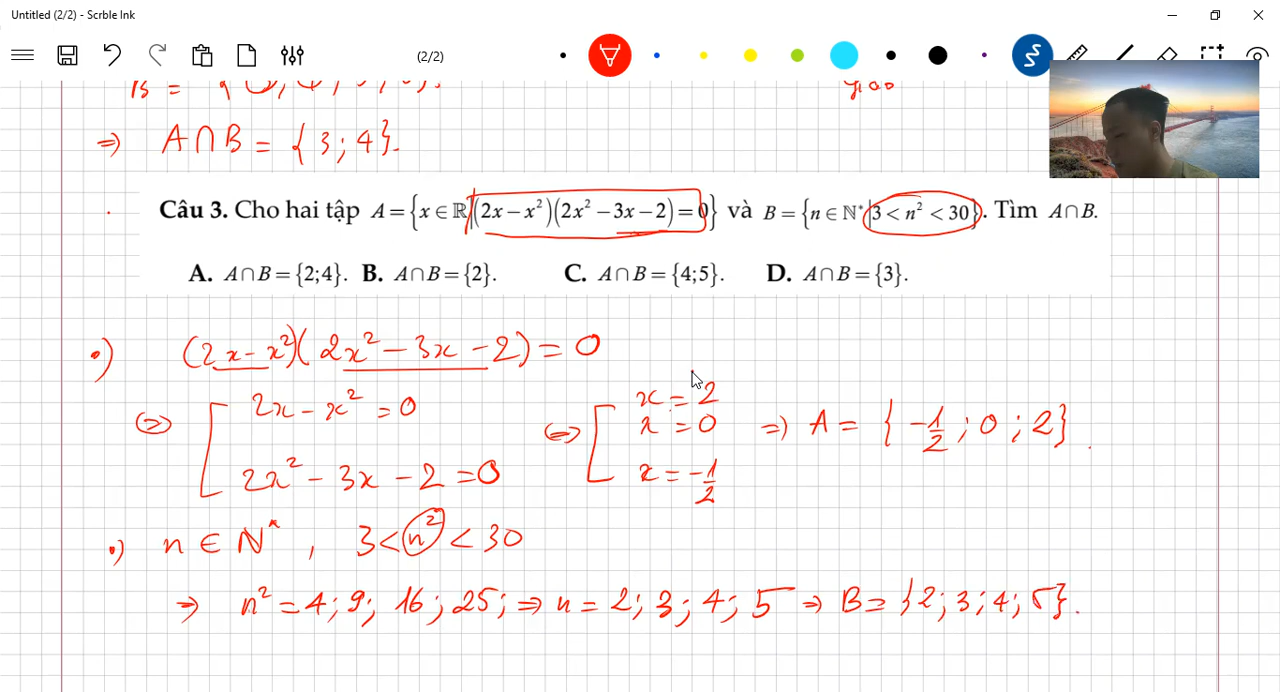 Untitled (2/2) - Scrble Ink
(2/2)
⇒ A∩B = {3; 4}.
Câu 3. Cho hai tập A = {x ∈ ℝ|(2x − x²)(2x² − 3x − 2) = 0} và B = {n ∈ ℕ*|3 < n² < 30}. Tìm A∩B.
A. A∩B = {2;4}. B. A∩B = {2}. C. A∩B = {4;5}. D. A∩B = {3}.
•) (2x − x²)(2x² − 3x − 2) = 0
⇔ [ 2x − x² = 0
2x² − 3x − 2 = 0
⇔ [ x = 2
x = 0
x = −1/2
⇒ A = {−1/2; 0; 2}.
•) n ∈ N*, 3 < n² < 30
⇒ n² = 4; 9; 16; 25; ⇒ n = 2; 3; 4; 5 ⇒ B = {2; 3; 4; 5}.